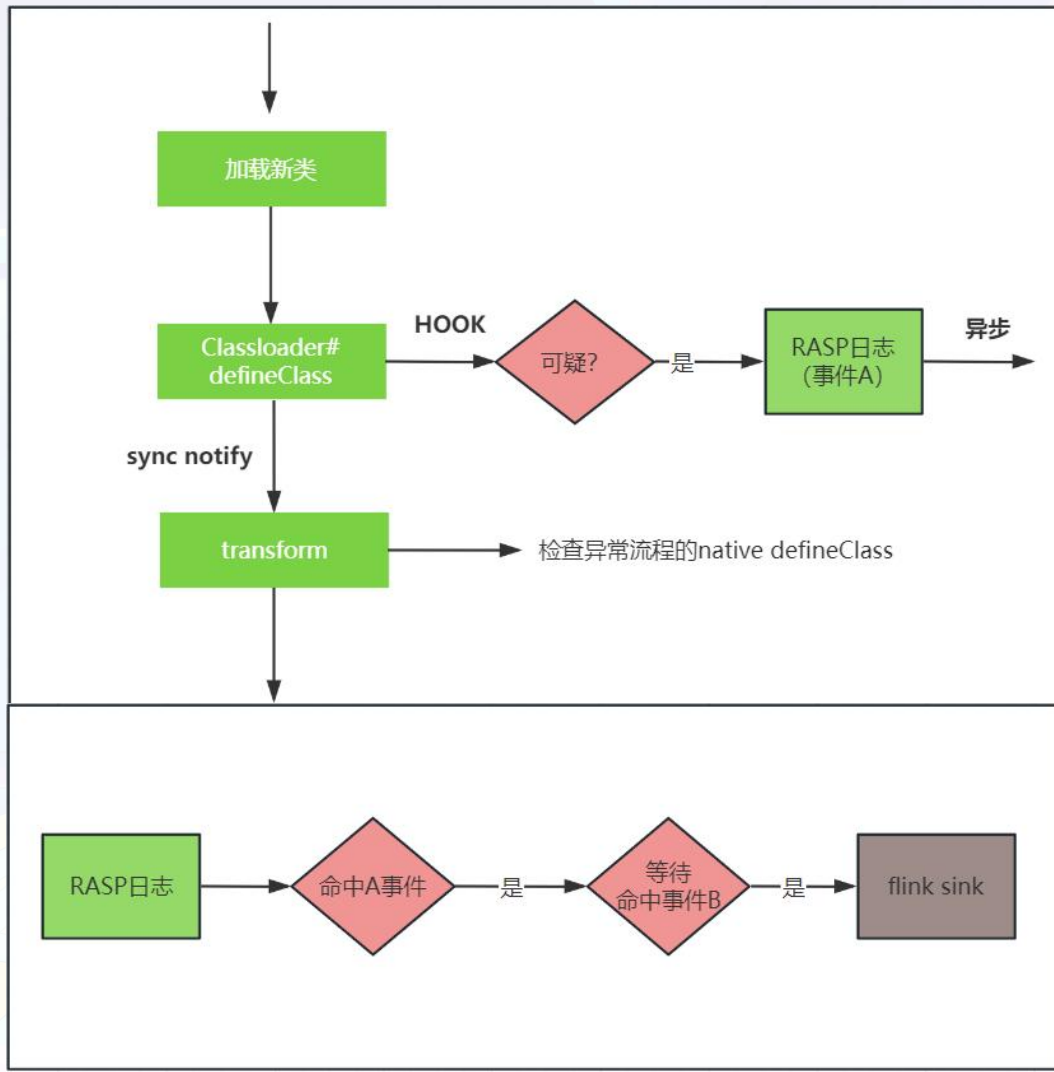 加载新类
Classloader#
defineClass
HOOK
可疑?
是
RASP日志
(事件A)
异步
sync notify
transform
检查异常流程的native defineClass
RASP日志
命中A事件
是
等待
命中事件B
是
flink sink